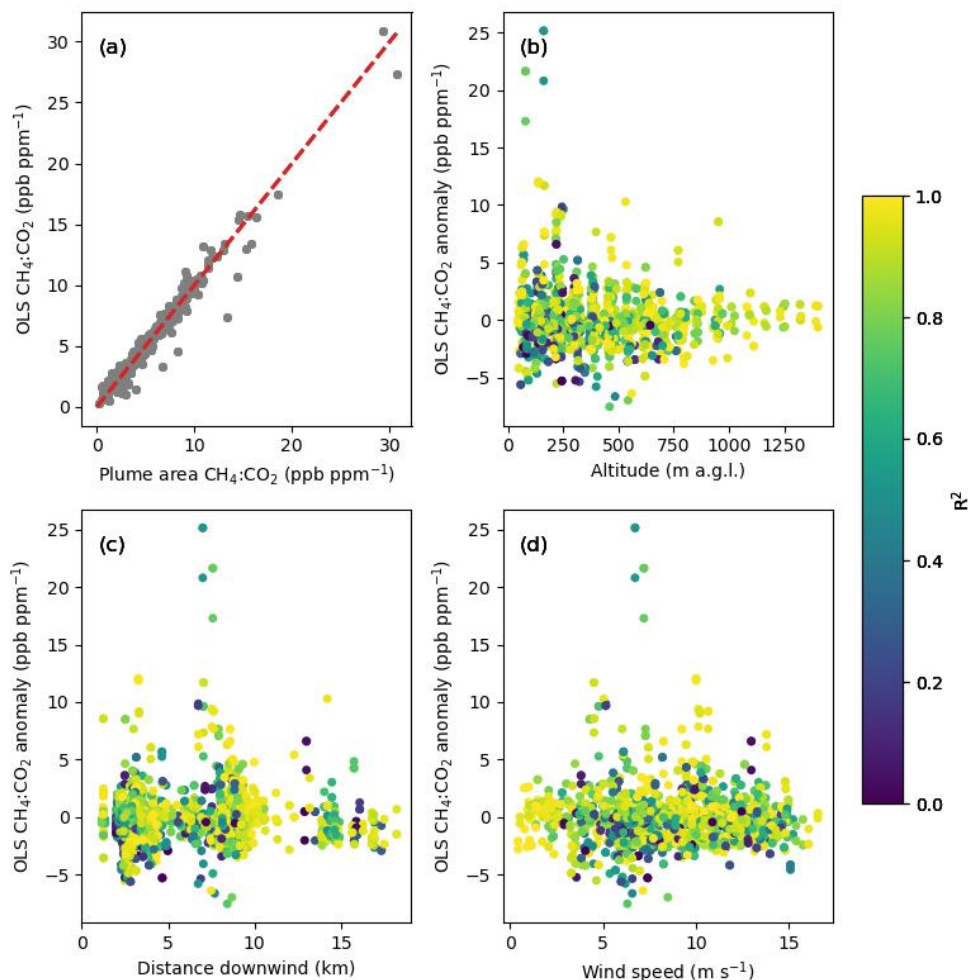 (a)
30
25
20
15
10
5
0
OLS CH₄:CO₂ (ppb ppm⁻¹)
0 10 20 30
Plume area CH₄:CO₂ (ppb ppm⁻¹)
(b)
25
20
15
10
5
0
−5
OLS CH₄:CO₂ anomaly (ppb ppm⁻¹)
0 250 500 750 1000 1250
Altitude (m a.g.l.)
1.0
0.8
0.6
0.4
0.2
0.0
R²
(c)
25
20
15
10
5
0
−5
OLS CH₄:CO₂ anomaly (ppb ppm⁻¹)
0 5 10 15
Distance downwind (km)
(d)
25
20
15
10
5
0
−5
OLS CH₄:CO₂ anomaly (ppb ppm⁻¹)
0 5 10 15
Wind speed (m s⁻¹)